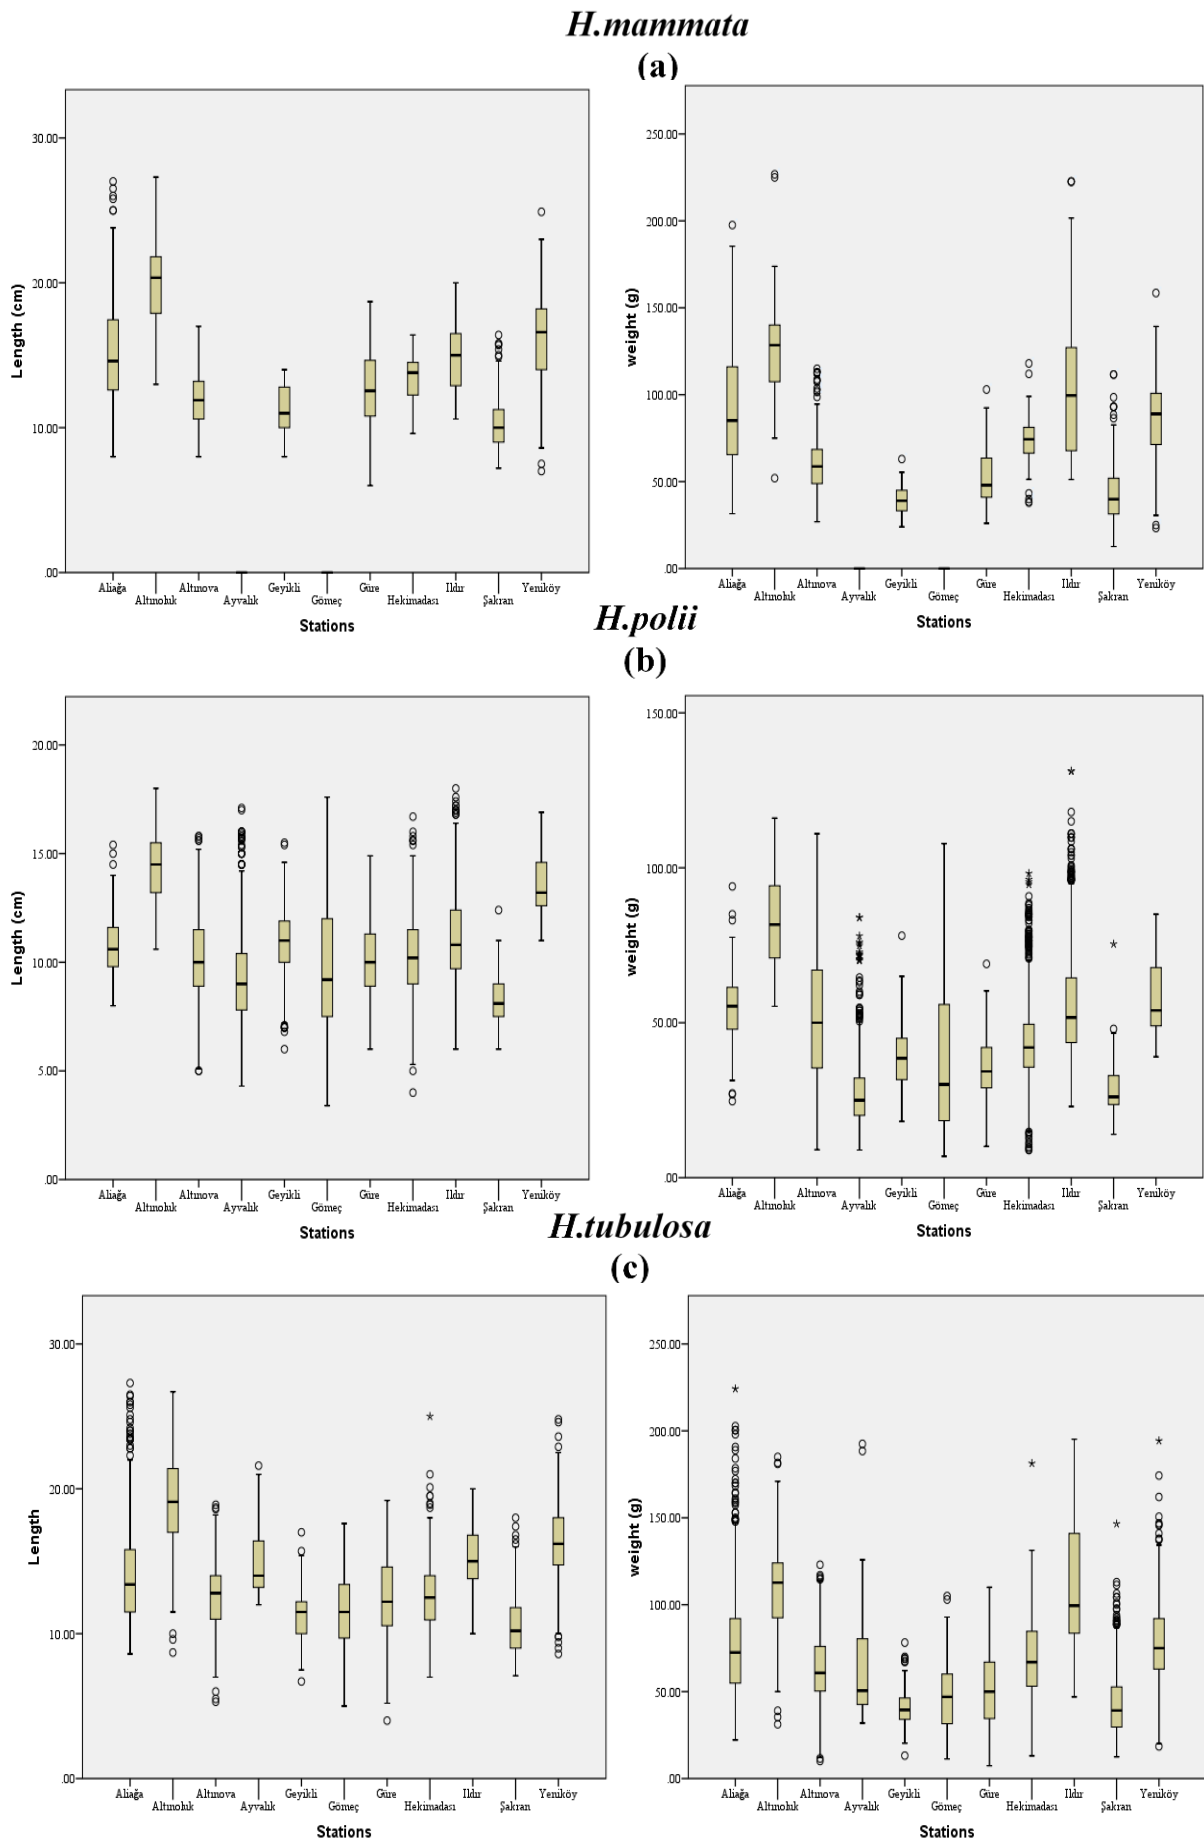 H.mammata
(a)
30.00
20.00
10.00
.00
Length (cm)
Aliağa
Altınoluk
Altınova
Ayvalık
Geyikli
Gömeç
Güre
Hekimadası
Ildır
Şakran
Yeniköy
Stations
250.00
200.00
150.00
100.00
50.00
.00
weight (g)
Aliağa
Altınoluk
Altınova
Ayvalık
Geyikli
Gömeç
Güre
Hekimadası
Ildır
Şakran
Yeniköy
Stations
H.polii
(b)
20.00
15.00
10.00
5.00
.00
Length (cm)
Aliağa
Altınoluk
Altınova
Ayvalık
Geyikli
Gömeç
Güre
Hekimadası
Ildır
Şakran
Yeniköy
Stations
150.00
100.00
50.00
.00
weight (g)
Aliağa
Altınoluk
Altınova
Ayvalık
Geyikli
Gömeç
Güre
Hekimadası
Ildır
Şakran
Yeniköy
Stations
H.tubulosa
(c)
30.00
20.00
10.00
.00
Length
Aliağa
Altınoluk
Altınova
Ayvalık
Geyikli
Gömeç
Güre
Hekimadası
Ildır
Şakran
Yeniköy
Stations
250.00
200.00
150.00
100.00
50.00
.00
weight (g)
Aliağa
Altınoluk
Altınova
Ayvalık
Geyikli
Gömeç
Güre
Hekimadası
Ildır
Şakran
Yeniköy
Stations